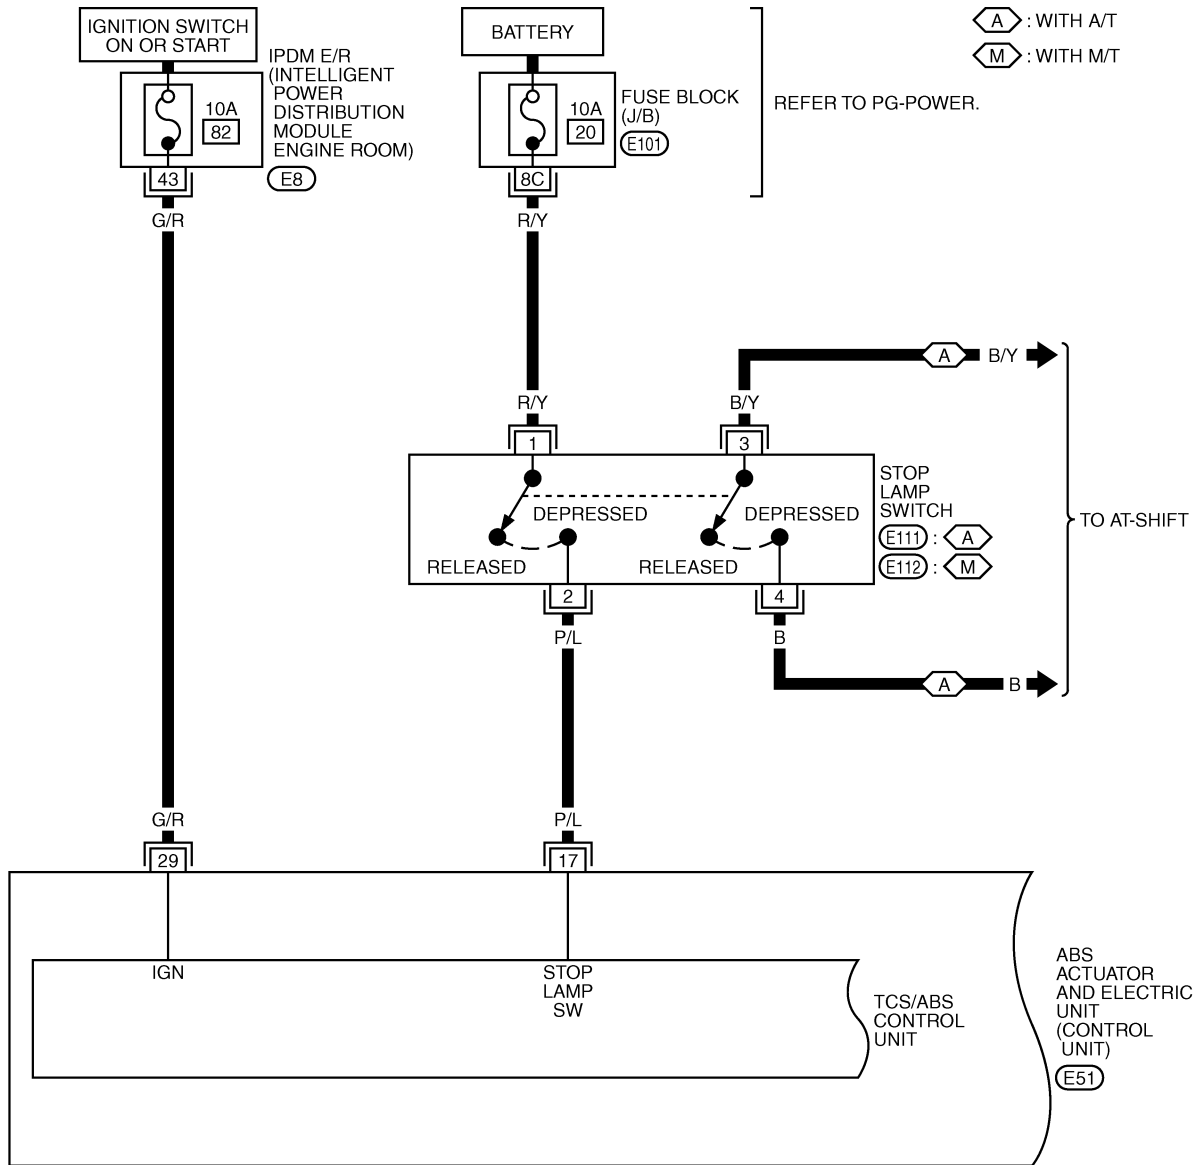 IGNITION SWITCH
ON OR START
BATTERY
A : WITH A/T
M : WITH M/T
IPDM E/R
(INTELLIGENT
POWER
DISTRIBUTION
MODULE
ENGINE ROOM)
E8
10A
82
10A
20
FUSE BLOCK
(J/B)
E101
REFER TO PG-POWER.
43
8C
G/R
R/Y
A
B/Y
R/Y
B/Y
1
3
STOP
LAMP
SWITCH
E111 : A
E112 : M
DEPRESSED
DEPRESSED
RELEASED
RELEASED
TO AT-SHIFT
2
4
P/L
B
A
B
G/R
P/L
29
17
IGN
STOP
LAMP
SW
TCS/ABS
CONTROL
UNIT
ABS
ACTUATOR
AND ELECTRIC
UNIT
(CONTROL
UNIT)
E51